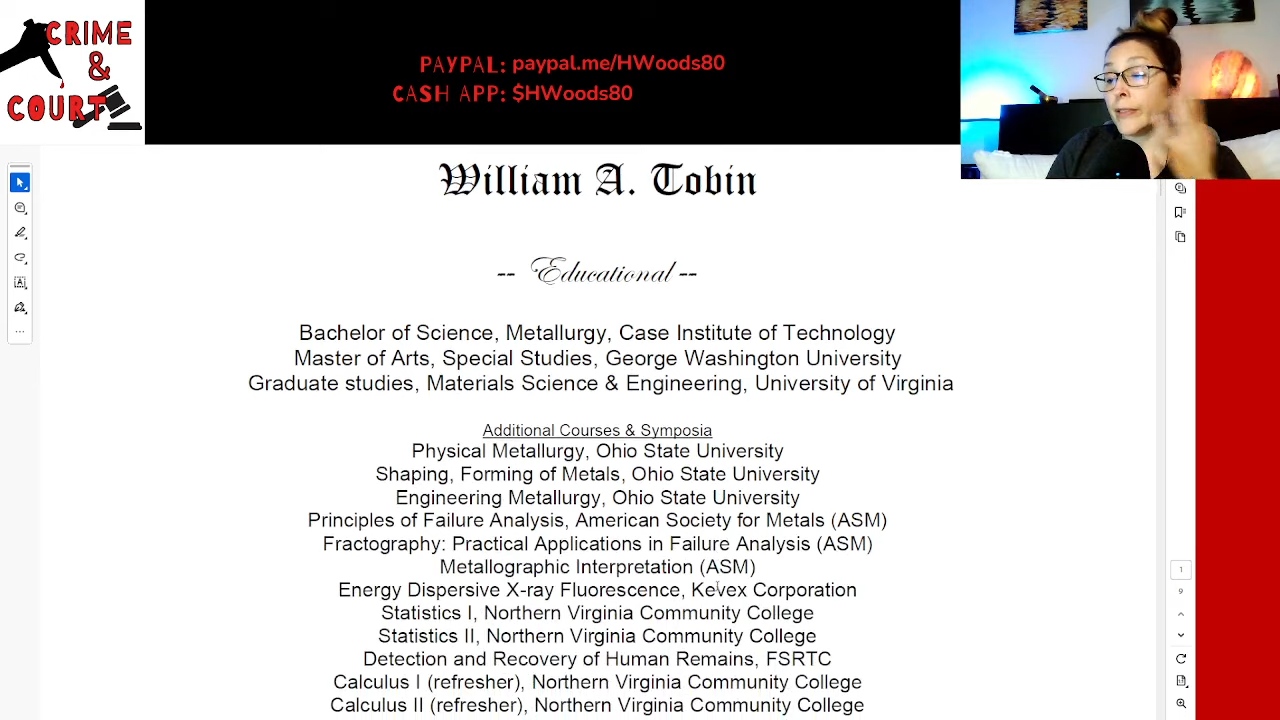 CRIME
&
COURT
PAYPAL: paypal.me/HWoods80
CASH APP: $HWoods80
William A. Tobin
-- Educational --
Bachelor of Science, Metallurgy, Case Institute of Technology
Master of Arts, Special Studies, George Washington University
Graduate studies, Materials Science & Engineering, University of Virginia
Additional Courses & Symposia
Physical Metallurgy, Ohio State University
Shaping, Forming of Metals, Ohio State University
Engineering Metallurgy, Ohio State University
Principles of Failure Analysis, American Society for Metals (ASM)
Fractography: Practical Applications in Failure Analysis (ASM)
Metallographic Interpretation (ASM)
Energy Dispersive X-ray Fluorescence, Kevex Corporation
Statistics I, Northern Virginia Community College
Statistics II, Northern Virginia Community College
Detection and Recovery of Human Remains, FSRTC
Calculus I (refresher), Northern Virginia Community College
Calculus II (refresher), Northern Virginia Community College
1
9